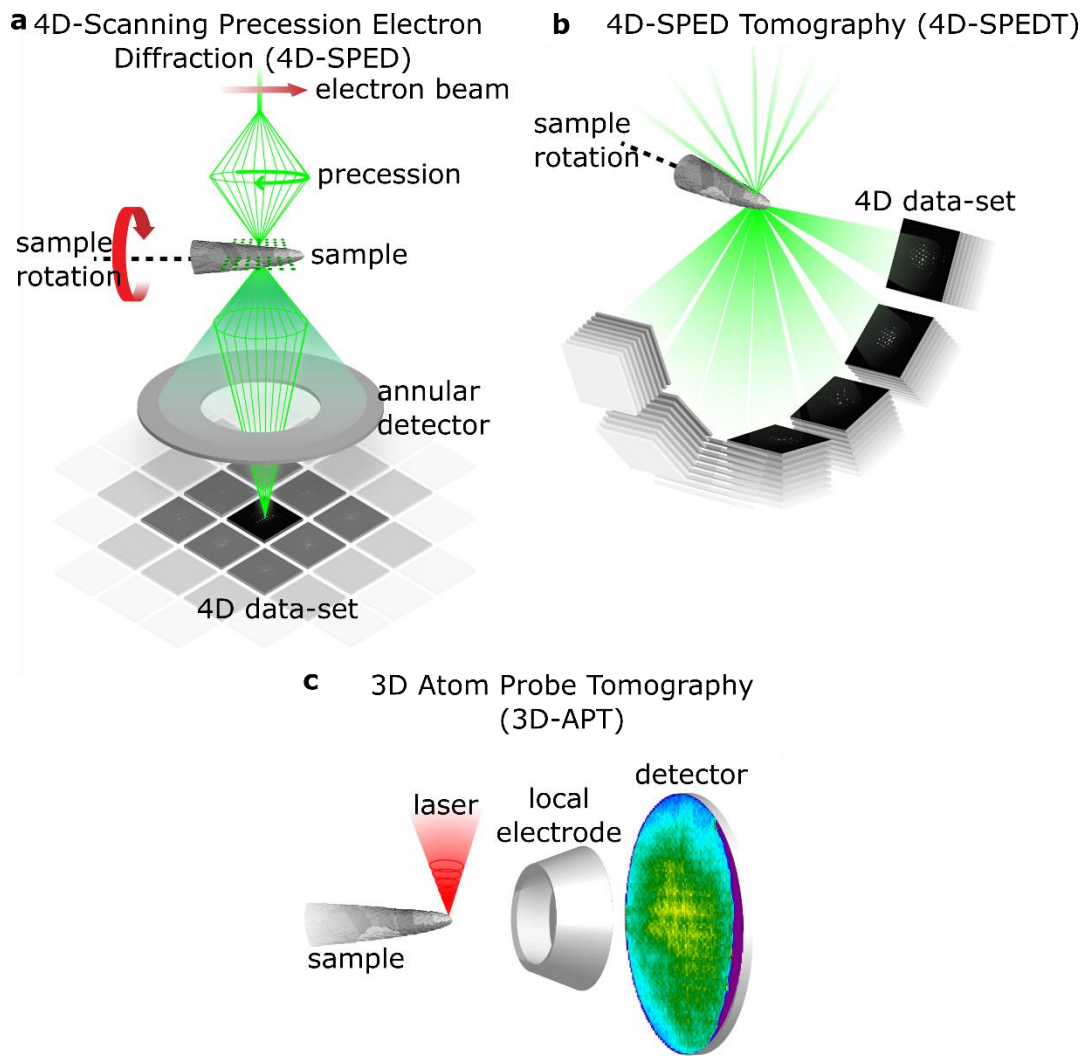 a 4D-Scanning Precession Electron
Diffraction (4D-SPED)
electron beam
precession
sample
rotation
sample
annular
detector
4D data-set
b 4D-SPED Tomography (4D-SPEDT)
sample
rotation
4D data-set
c 3D Atom Probe Tomography
(3D-APT)
laser
local
electrode
detector
sample